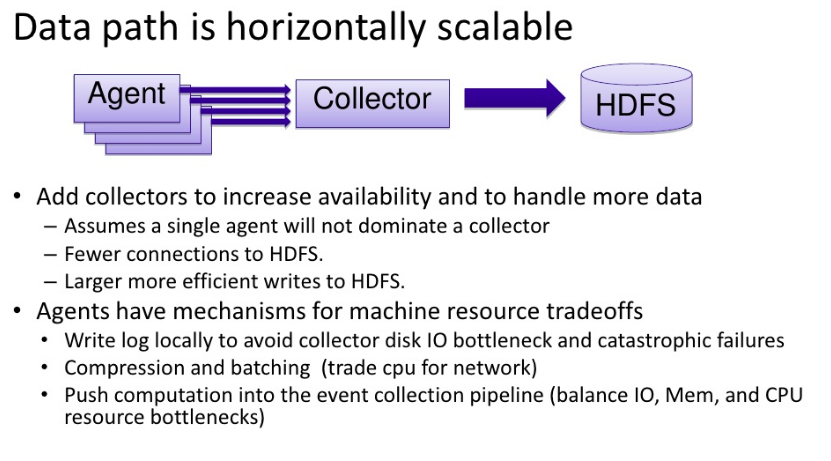 Data path is horizontally scalable
Agent
Collector
HDFS
• Add collectors to increase availability and to handle more data
– Assumes a single agent will not dominate a collector
– Fewer connections to HDFS.
– Larger more efficient writes to HDFS.
• Agents have mechanisms for machine resource tradeoffs
• Write log locally to avoid collector disk IO bottleneck and catastrophic failures
• Compression and batching (trade cpu for network)
• Push computation into the event collection pipeline (balance IO, Mem, and CPU
resource bottlenecks)